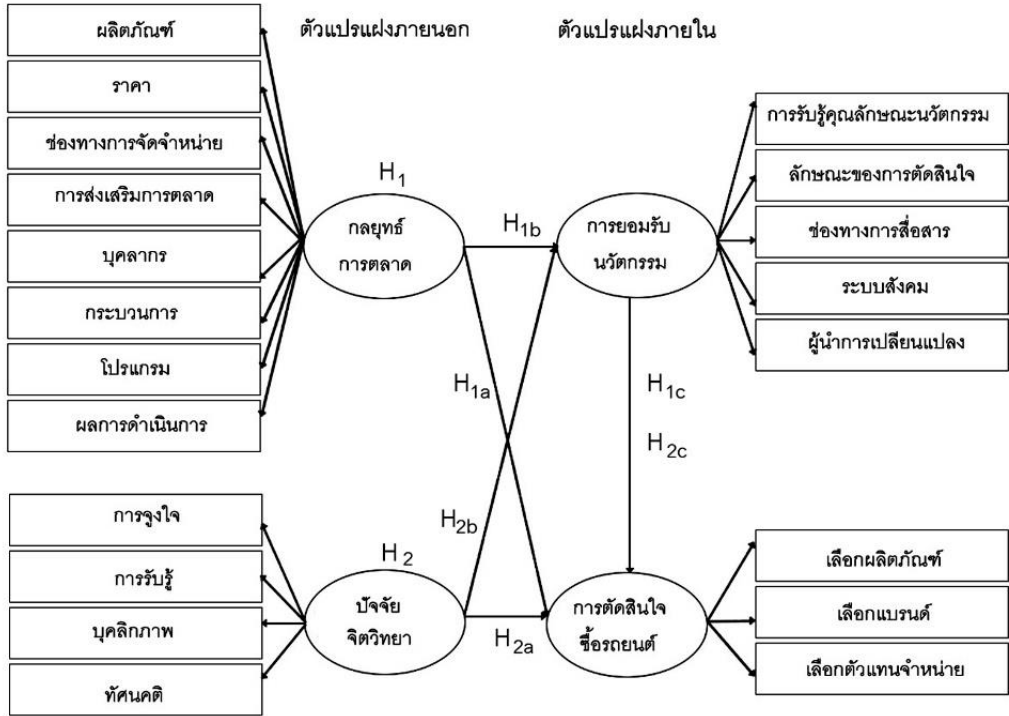 ตัวแปรแฝงภายนอก
ตัวแปรแฝงภายใน
ผลิตภัณฑ์
ราคา
ช่องทางการจัดจำหน่าย
การส่งเสริมการตลาด
บุคลากร
กระบวนการ
โปรแกรม
ผลการดำเนินการ
H1
กลยุทธ์
การตลาด
H1b
การยอมรับ
นวัตกรรม
การรับรู้คุณลักษณะนวัตกรรม
ลักษณะของการตัดสินใจ
ช่องทางการสื่อสาร
ระบบสังคม
ผู้นำการเปลี่ยนแปลง
H1a
H1c
H2c
H2b
การจูงใจ
การรับรู้
บุคลิกภาพ
ทัศนคติ
H2
ปัจจัย
จิตวิทยา
H2a
การตัดสินใจ
ซื้อรถยนต์
เลือกผลิตภัณฑ์
เลือกแบรนด์
เลือกตัวแทนจำหน่าย